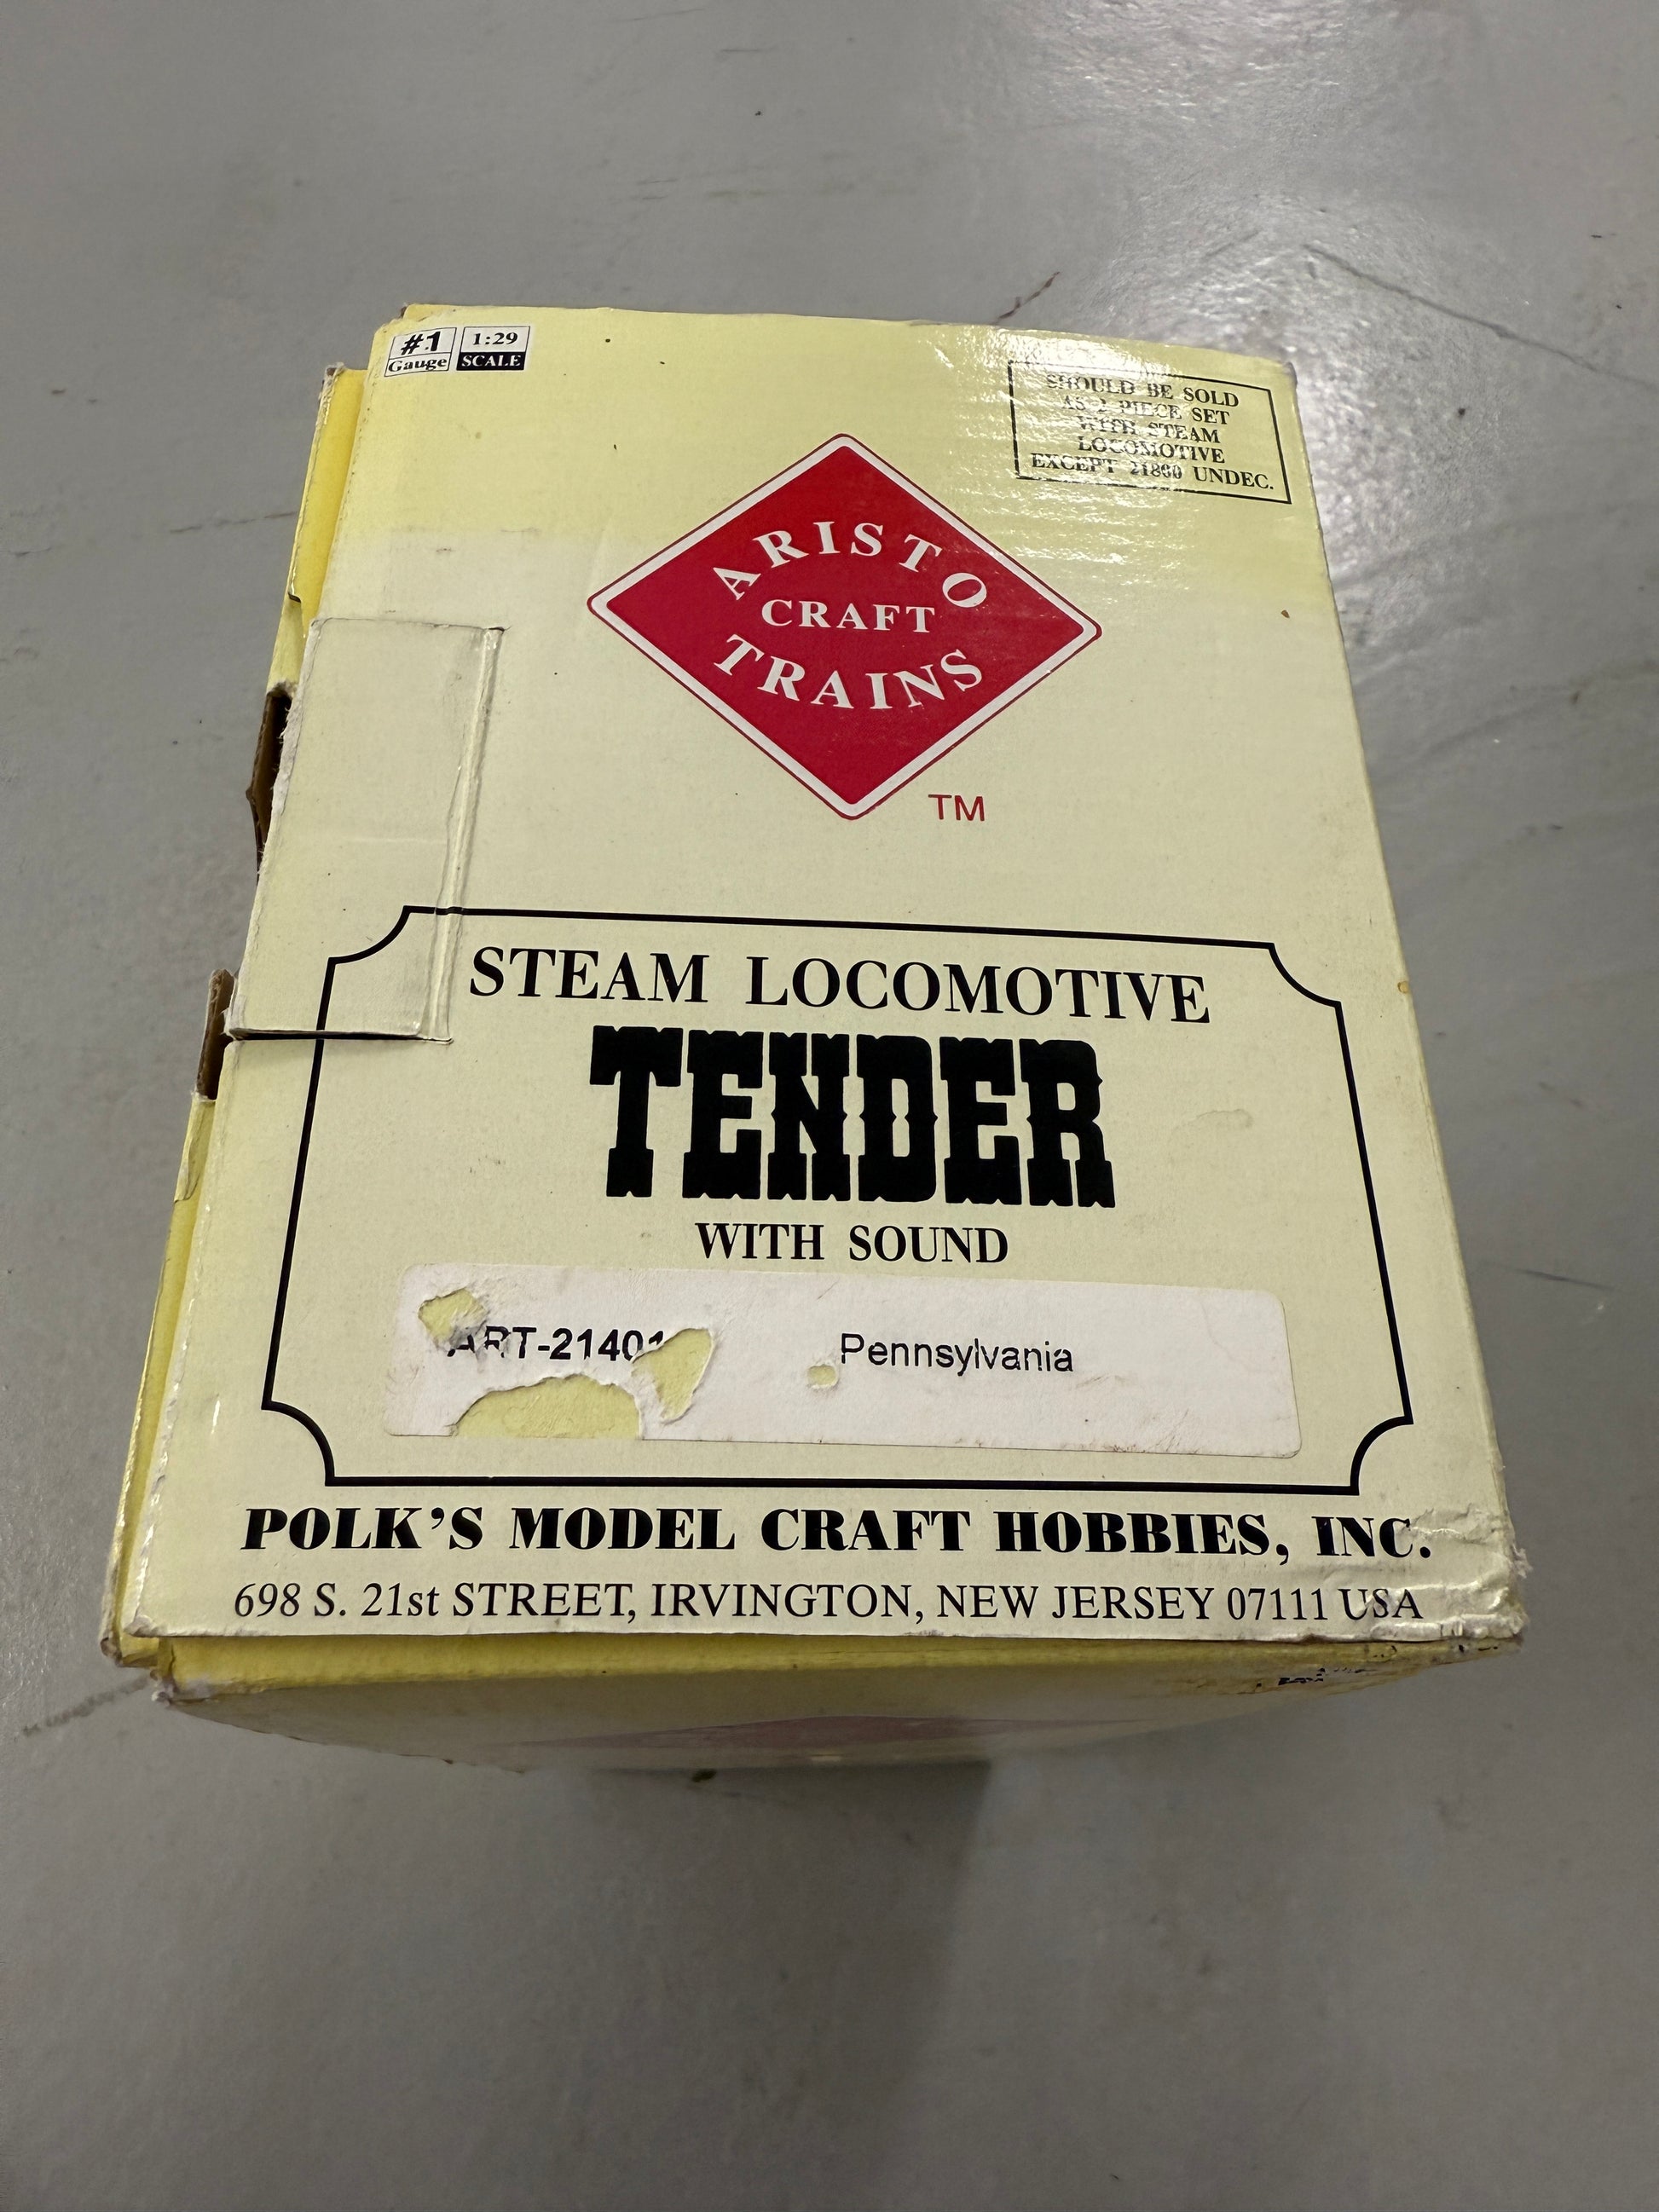 #1
Gauge
1:29
SCALE
SHOULD BE SOLD
AS 2 PIECE SET
WITH STEAM
LOCOMOTIVE
EXCEPT 21800 UNDEC.
ARISTO
CRAFT
TRAINS
TM
STEAM LOCOMOTIVE
TENDER
WITH SOUND
ART-21401 Pennsylvania
POLK'S MODEL CRAFT HOBBIES, INC.
698 S. 21st STREET, IRVINGTON, NEW JERSEY 07111 USA